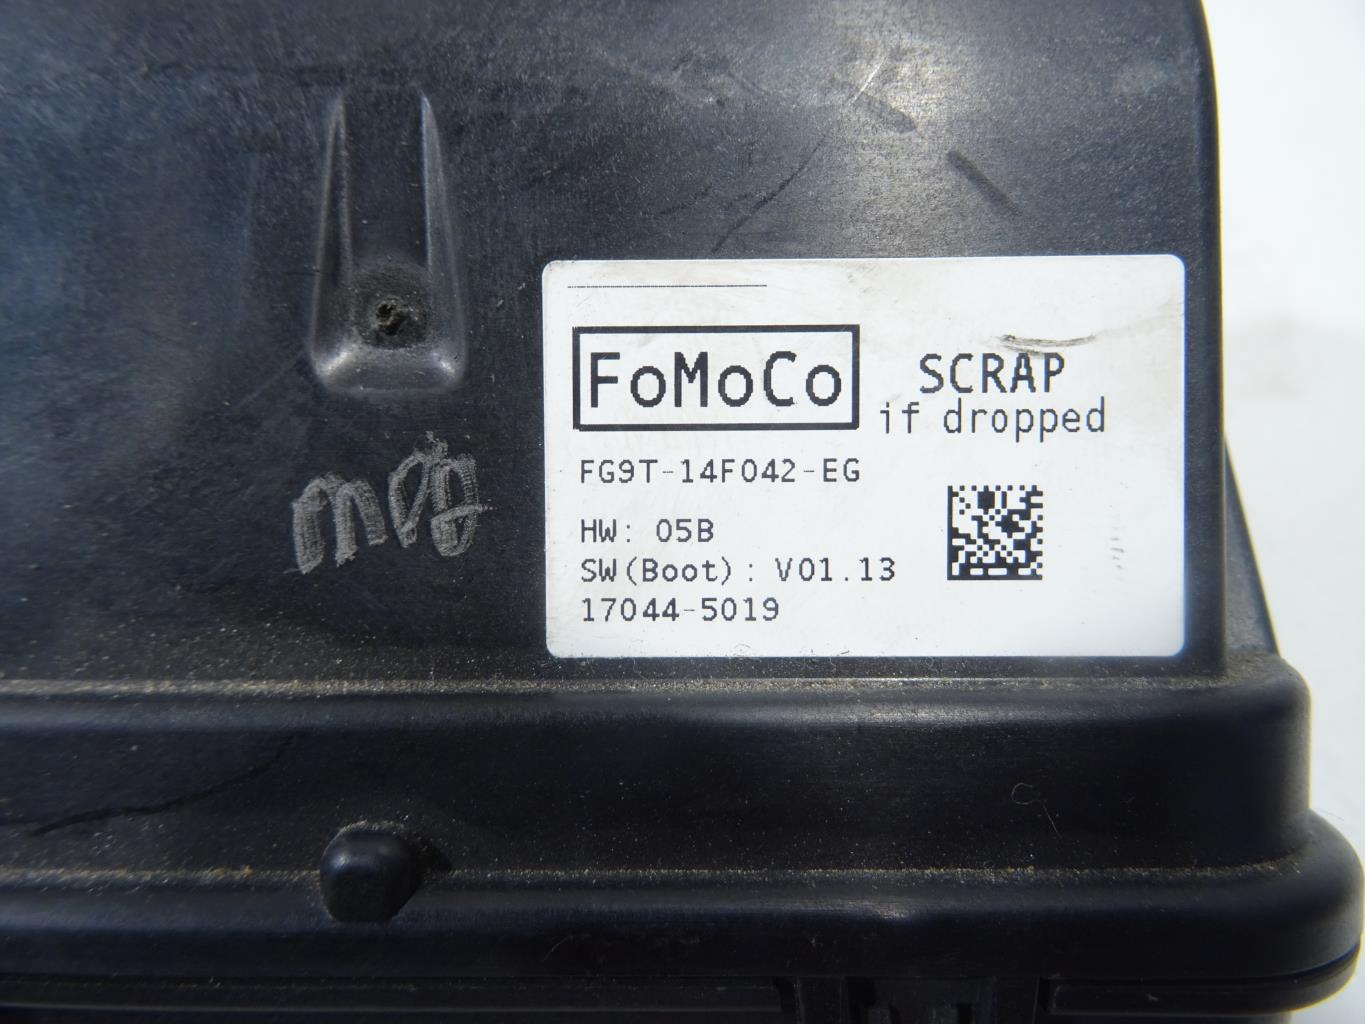 FoMoCo
SCRAP
if dropped
FG9T-14F042-EG
HW: 05B
SW(Boot): V01.13
17044-5019